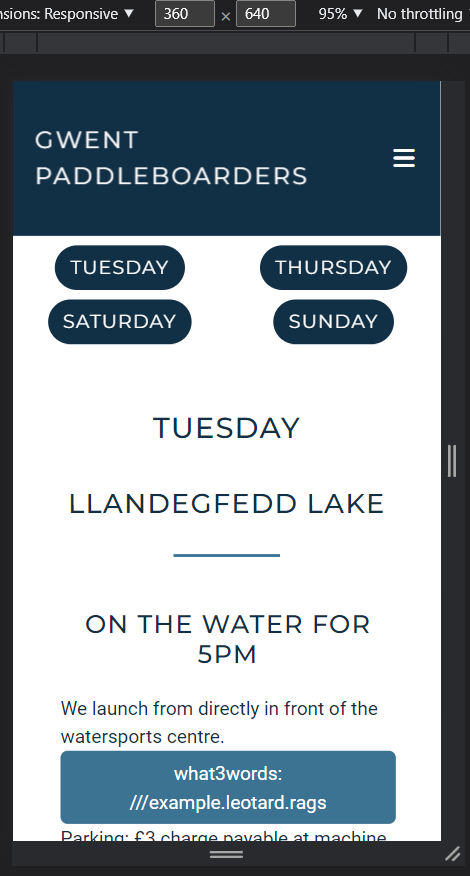 nsions: Responsive ▼ 360 × 640 95% ▼ No throttling
GWENT
PADDLEBOARDERS
TUESDAY THURSDAY
SATURDAY SUNDAY
TUESDAY
LLANDEGFEDD LAKE
ON THE WATER FOR
5PM
We launch from directly in front of the
watersports centre.
what3words:
///example.leotard.rags
Parking: £3 charge payable at machine